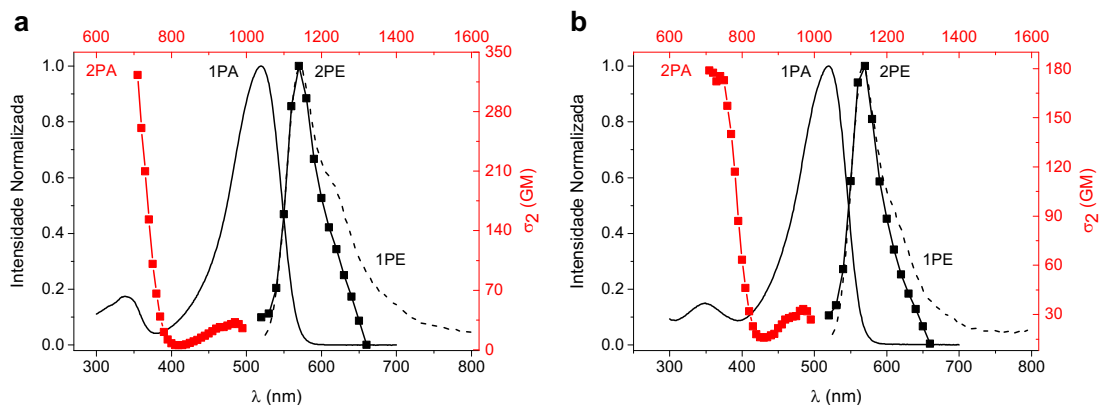 a
600 800 1000 1200 1400 1600
2PA 1PA 2PE 1PE
Intensidade Normalizada
1.0
0.8
0.6
0.4
0.2
0.0
350
280
210
140
70
0
σ2 (GM)
300 400 500 600 700 800
λ (nm)
b
600 800 1000 1200 1400 1600
2PA 1PA 2PE 1PE
Intensidade Normalizada
1.0
0.8
0.6
0.4
0.2
0.0
180
150
120
90
60
30
σ2 (GM)
300 400 500 600 700 800
λ (nm)